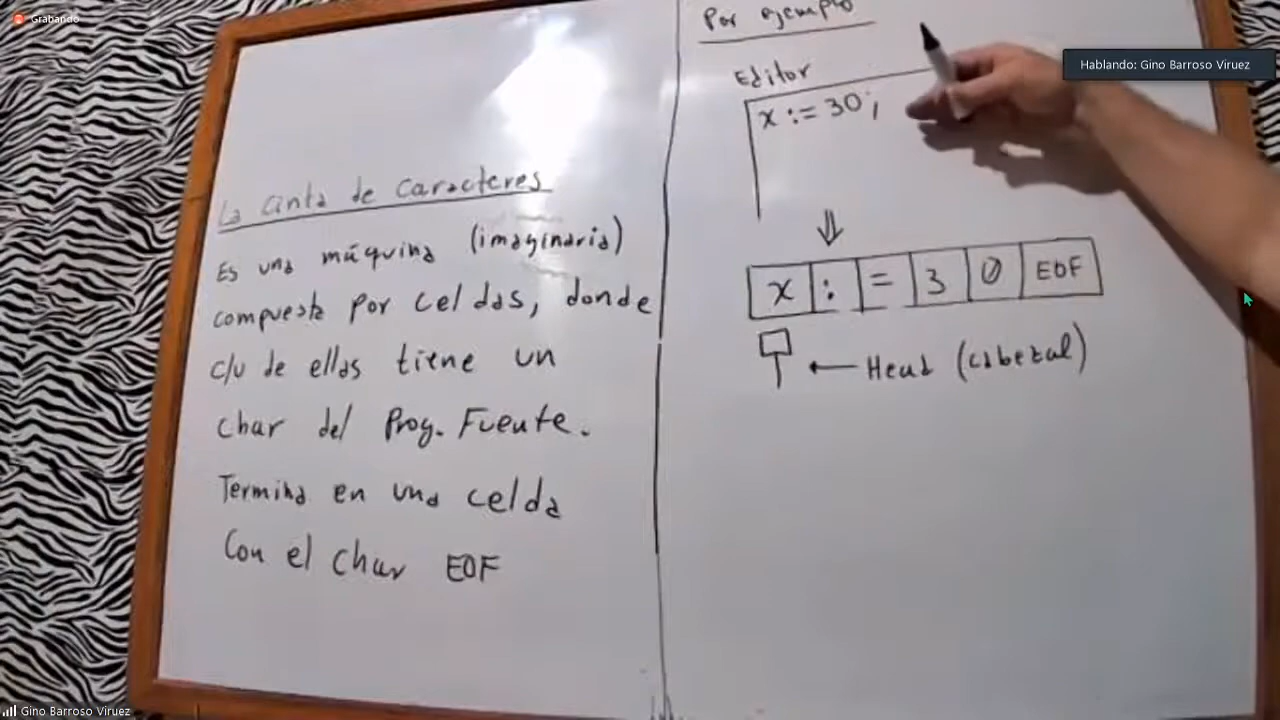 Grabando
La cinta de caracteres
Es una máquina (imaginaria)
compuesta por celdas, donde
c/u de ellas tiene un
char del Prog. Fuente.
Termina en una celda
Con el char EOF
Por ejemplo
Editor
x := 30;
x : = 3 0 EOF
Head (cabezal)
Hablando: Gino Barroso Viruez
Gino Barroso Viruez